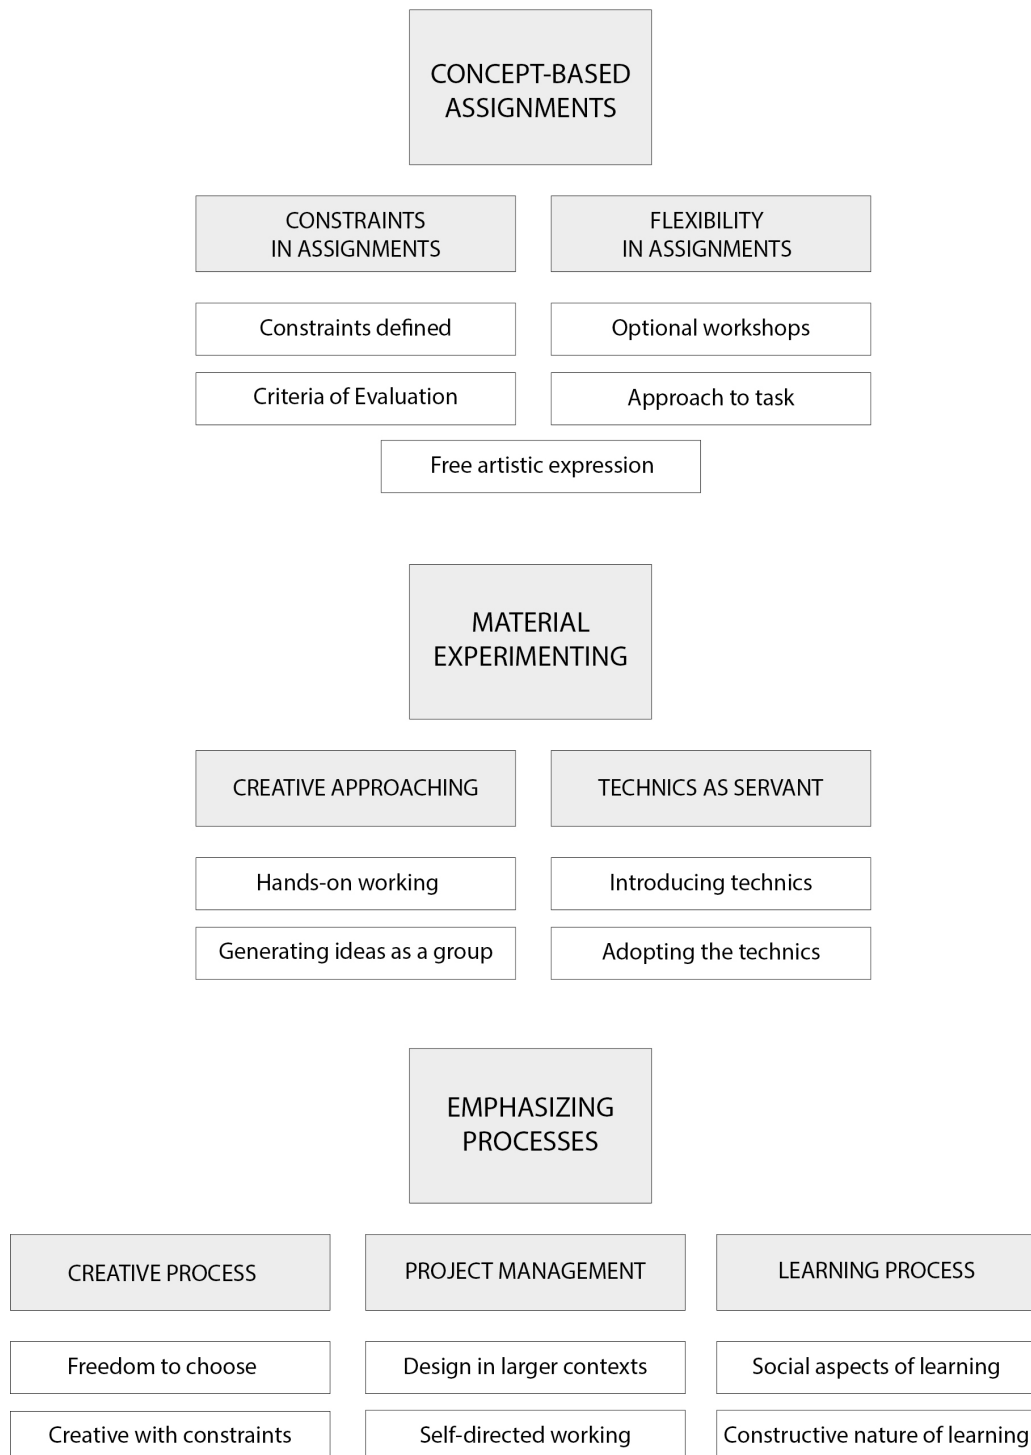 CONCEPT-BASED
ASSIGNMENTS
CONSTRAINTS
IN ASSIGNMENTS
FLEXIBILITY
IN ASSIGNMENTS
Constraints defined
Optional workshops
Criteria of Evaluation
Approach to task
Free artistic expression
MATERIAL
EXPERIMENTING
CREATIVE APPROACHING
TECHNICS AS SERVANT
Hands-on working
Introducing technics
Generating ideas as a group
Adopting the technics
EMPHASIZING
PROCESSES
CREATIVE PROCESS
PROJECT MANAGEMENT
LEARNING PROCESS
Freedom to choose
Design in larger contexts
Social aspects of learning
Creative with constraints
Self-directed working
Constructive nature of learning